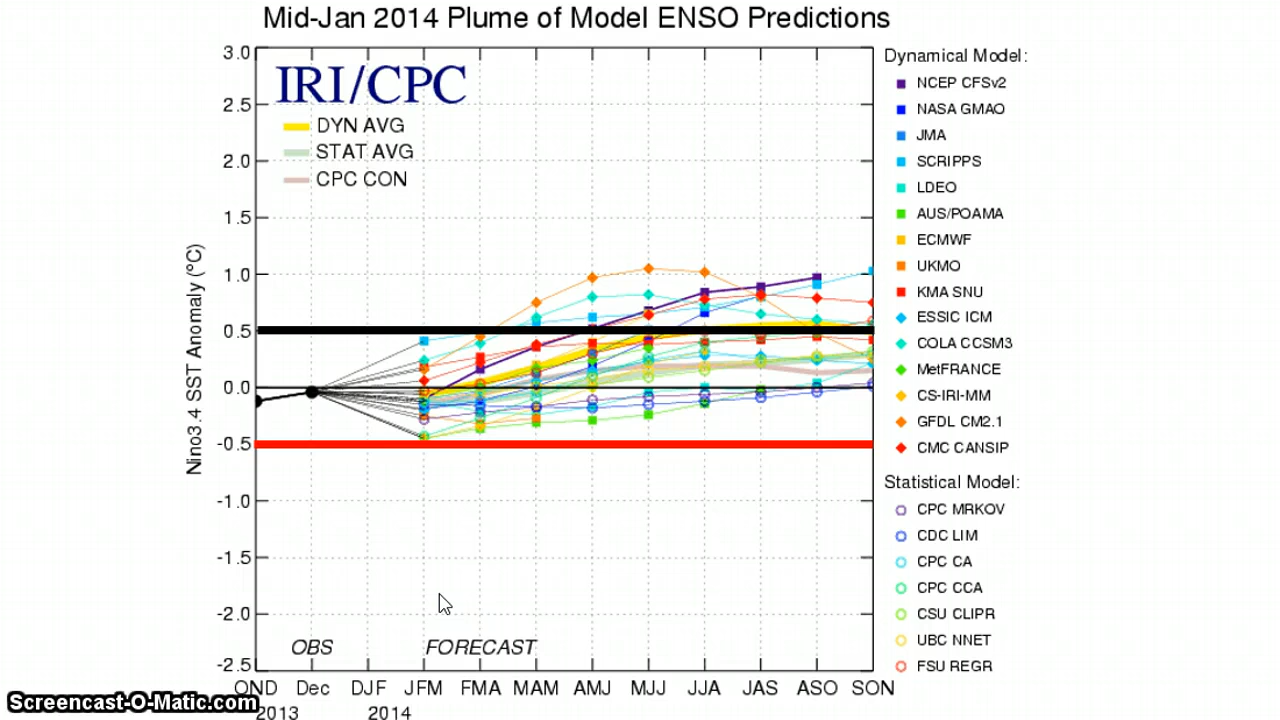 Mid-Jan 2014 Plume of Model ENSO Predictions
IRI/CPC
DYN AVG
STAT AVG
CPC CON
Nino3.4 SST Anomaly (°C)
3.0
2.5
2.0
1.5
1.0
0.5
0.0
-0.5
-1.0
-1.5
-2.0
-2.5
OBS
FORECAST
OND Dec DJF JFM FMA MAM AMJ MJJ JJA JAS ASO SON
2013 2014
Dynamical Model:
NCEP CFSv2
NASA GMAO
JMA
SCRIPPS
LDEO
AUS/POAMA
ECMWF
UKMO
KMA SNU
ESSIC ICM
COLA CCSM3
MetFRANCE
CS-IRI-MM
GFDL CM2.1
CMC CANSIP
Statistical Model:
CPC MRKOV
CDC LIM
CPC CA
CPC CCA
CSU CLIPR
UBC NNET
FSU REGR
Screencast-O-Matic.com